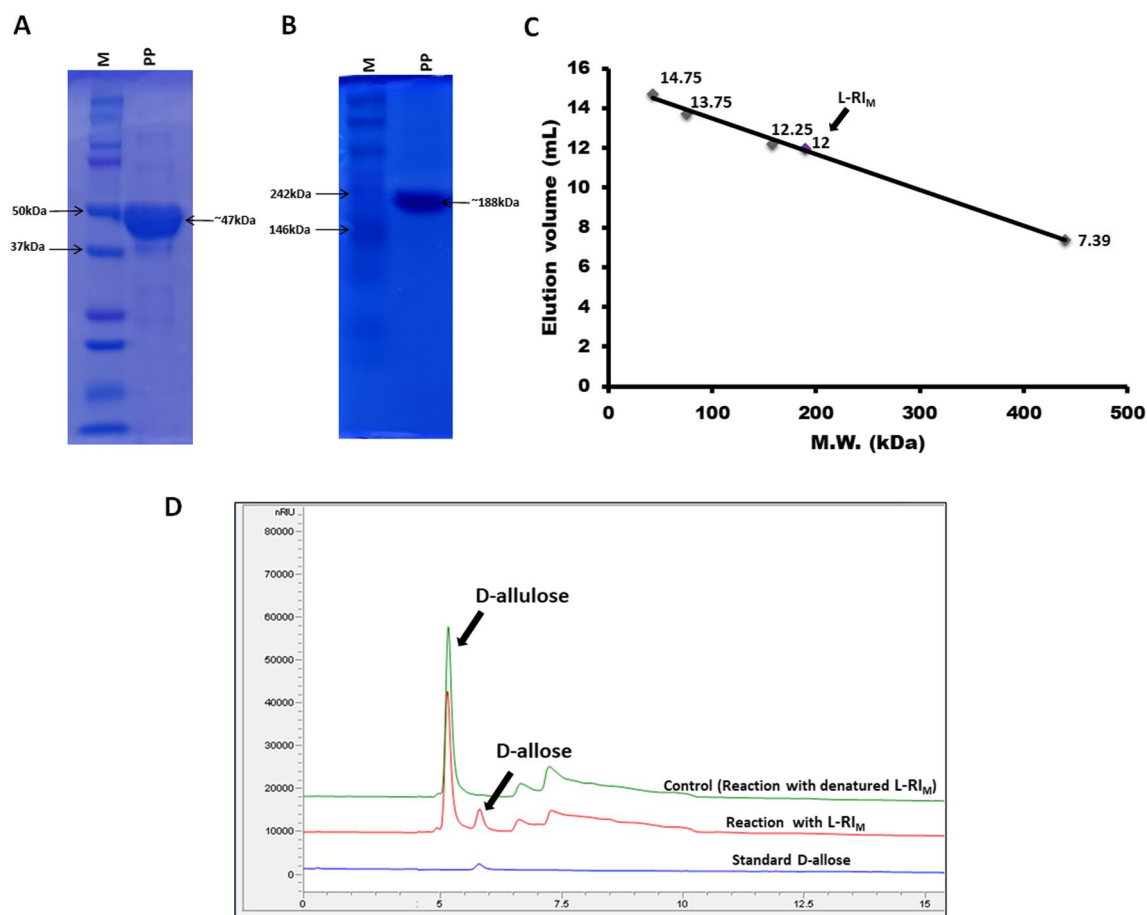 A
M
PP
50kDa
37kDa
~47kDa
B
M
PP
242kDa
146kDa
~188kDa
C
Elution volume (mL)
16
14
12
10
8
6
4
2
0
14.75
13.75
12.25
12
L-RIM
7.39
0 100 200 300 400 500
M.W. (kDa)
D
nRIU
80000
70000
60000
50000
40000
30000
20000
10000
0
D-allulose
D-allose
Control (Reaction with denatured L-RIM)
Reaction with L-RIM
Standard D-allose
0 5 7.5 10 12.5 15